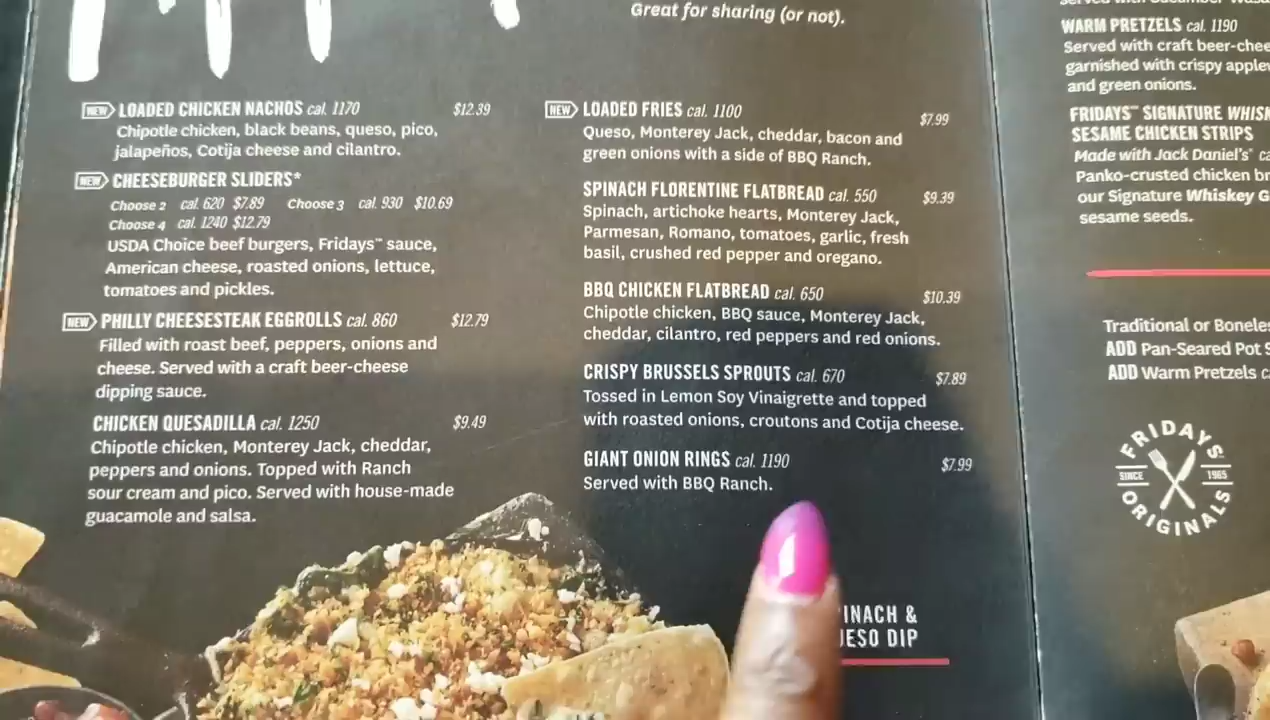 Great for sharing (or not).
NEW LOADED CHICKEN NACHOS cal. 1170 $12.39
Chipotle chicken, black beans, queso, pico,
jalapeños, Cotija cheese and cilantro.
NEW CHEESEBURGER SLIDERS*
Choose 2 cal. 620 $7.89 Choose 3 cal. 930 $10.69
Choose 4 cal. 1240 $12.79
USDA Choice beef burgers, Fridays™ sauce,
American cheese, roasted onions, lettuce,
tomatoes and pickles.
NEW PHILLY CHEESESTEAK EGGROLLS cal. 860 $12.79
Filled with roast beef, peppers, onions and
cheese. Served with a craft beer-cheese
dipping sauce.
CHICKEN QUESADILLA cal. 1250 $9.49
Chipotle chicken, Monterey Jack, cheddar,
peppers and onions. Topped with Ranch
sour cream and pico. Served with house-made
guacamole and salsa.
NEW LOADED FRIES cal. 1100 $7.99
Queso, Monterey Jack, cheddar, bacon and
green onions with a side of BBQ Ranch.
SPINACH FLORENTINE FLATBREAD cal. 550 $9.39
Spinach, artichoke hearts, Monterey Jack,
Parmesan, Romano, tomatoes, garlic, fresh
basil, crushed red pepper and oregano.
BBQ CHICKEN FLATBREAD cal. 650 $10.39
Chipotle chicken, BBQ sauce, Monterey Jack,
cheddar, cilantro, red peppers and red onions.
CRISPY BRUSSELS SPROUTS cal. 670 $7.89
Tossed in Lemon Soy Vinaigrette and topped
with roasted onions, croutons and Cotija cheese.
GIANT ONION RINGS cal. 1190 $7.99
Served with BBQ Ranch.
INACH &
UESO DIP
WARM PRETZELS cal. 1190
Served with craft beer-chee
garnished with crispy applew
and green onions.
FRIDAYS™ SIGNATURE WHISK
SESAME CHICKEN STRIPS
Made with Jack Daniel's® ca
Panko-crusted chicken br
our Signature Whiskey G
sesame seeds.
Traditional or Boneles
ADD Pan-Seared Pot S
ADD Warm Pretzels c
FRIDAYS™
SINCE 1965
ORIGINALS